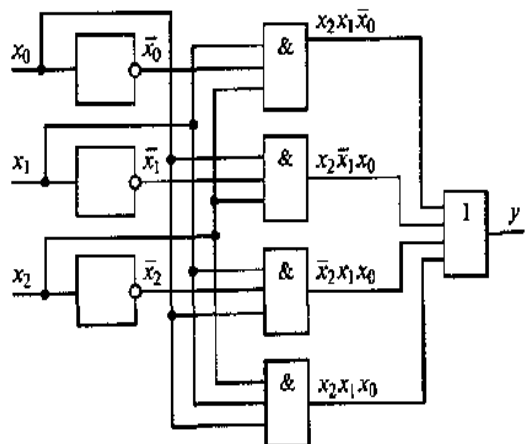 x₀
x̄₀
&
x₂x₁x̄₀
x₁
x̄₁
&
x₂x̄₁x₀
1
y
x₂
x̄₂
&
x̄₂x₁x₀
&
x₂x₁x₀